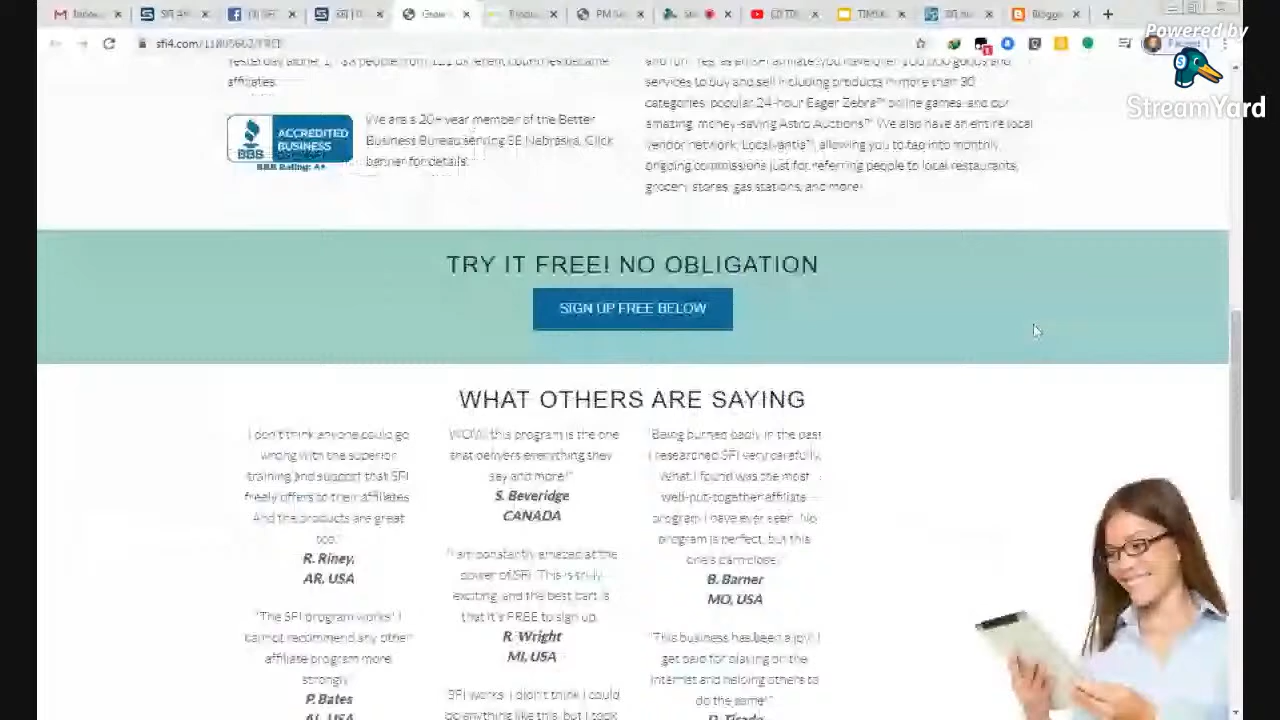 Powered by
StreamYard
sfi4.com/11805662/FREE
Yesterday alone, people from 121 different countries became
affiliates.
ACCREDITED
BUSINESS
BBB
BBB Rating: A+
We are a 20+ year member of the Better
Business Bureau serving SE Nebraska. Click
banner for details.
and fun. Yes, as an SFI affiliate you have over goods and
services to buy and sell including products in more than 30
categories, popular 24-hour Eager Zebra™ online games, and our
amazing, money-saving Astro Auctions™. We also have an entire local
vendor network, Localvantia™, allowing you to tap into monthly,
ongoing commissions just for referring people to local restaurants,
grocery stores, gas stations, and more!
TRY IT FREE! NO OBLIGATION
SIGN UP FREE BELOW
WHAT OTHERS ARE SAYING
"I don't think anyone could go
wrong with the superior
training and support that SFI
freely offers to their affiliates.
And the products are great
too."
R. Riney,
AR, USA
"The SFI program works! I
cannot recommend any other
affiliate program more
strongly."
P. Bates
AL, USA
"WOW, this program is the one
that delivers everything they
say and more!"
S. Beveridge
CANADA
"I am constantly amazed at the
power of SFI. This is truly
exciting, and the best part is
that it's FREE to sign up.
R. Wright
MI, USA
"SFI works. I didn't think I could
do anything like this, but I took
"Being burned badly in the past,
I researched SFI very carefully.
What I found was the most
well-put-together affiliate
program I have ever seen. No
program is perfect, but this
one's darn close."
B. Barner
MO, USA
"This business has been a joy! I
get paid for playing on the
Internet and helping others to
do the same!"
D. Tirado